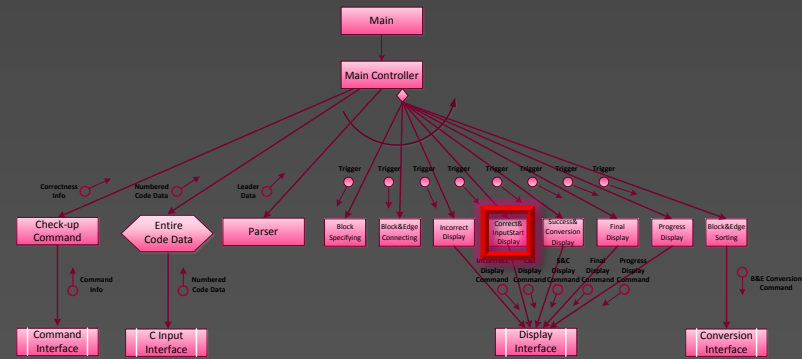 Main
Main Controller
Correctness
Info
Numbered
Code Data
Leader
Data
Trigger
Trigger
Trigger
Trigger
Trigger
Trigger
Trigger
Check-up
Command
Entire
Code Data
Parser
Block
Specifying
Block&Edge
Connecting
Incorrect
Display
Correct&
InputStart
Display
Success&
Conversion
Display
Final
Display
Progress
Display
Block&Edge
Sorting
Command
info
Numbered
Code Data
Display
Command
Display
Command
S&C
Display
Command
Final
Display
Command
Progress
Display
Command
B&E Conversion
Command
Command
Interface
C Input
Interface
Display
Interface
Conversion
Interface